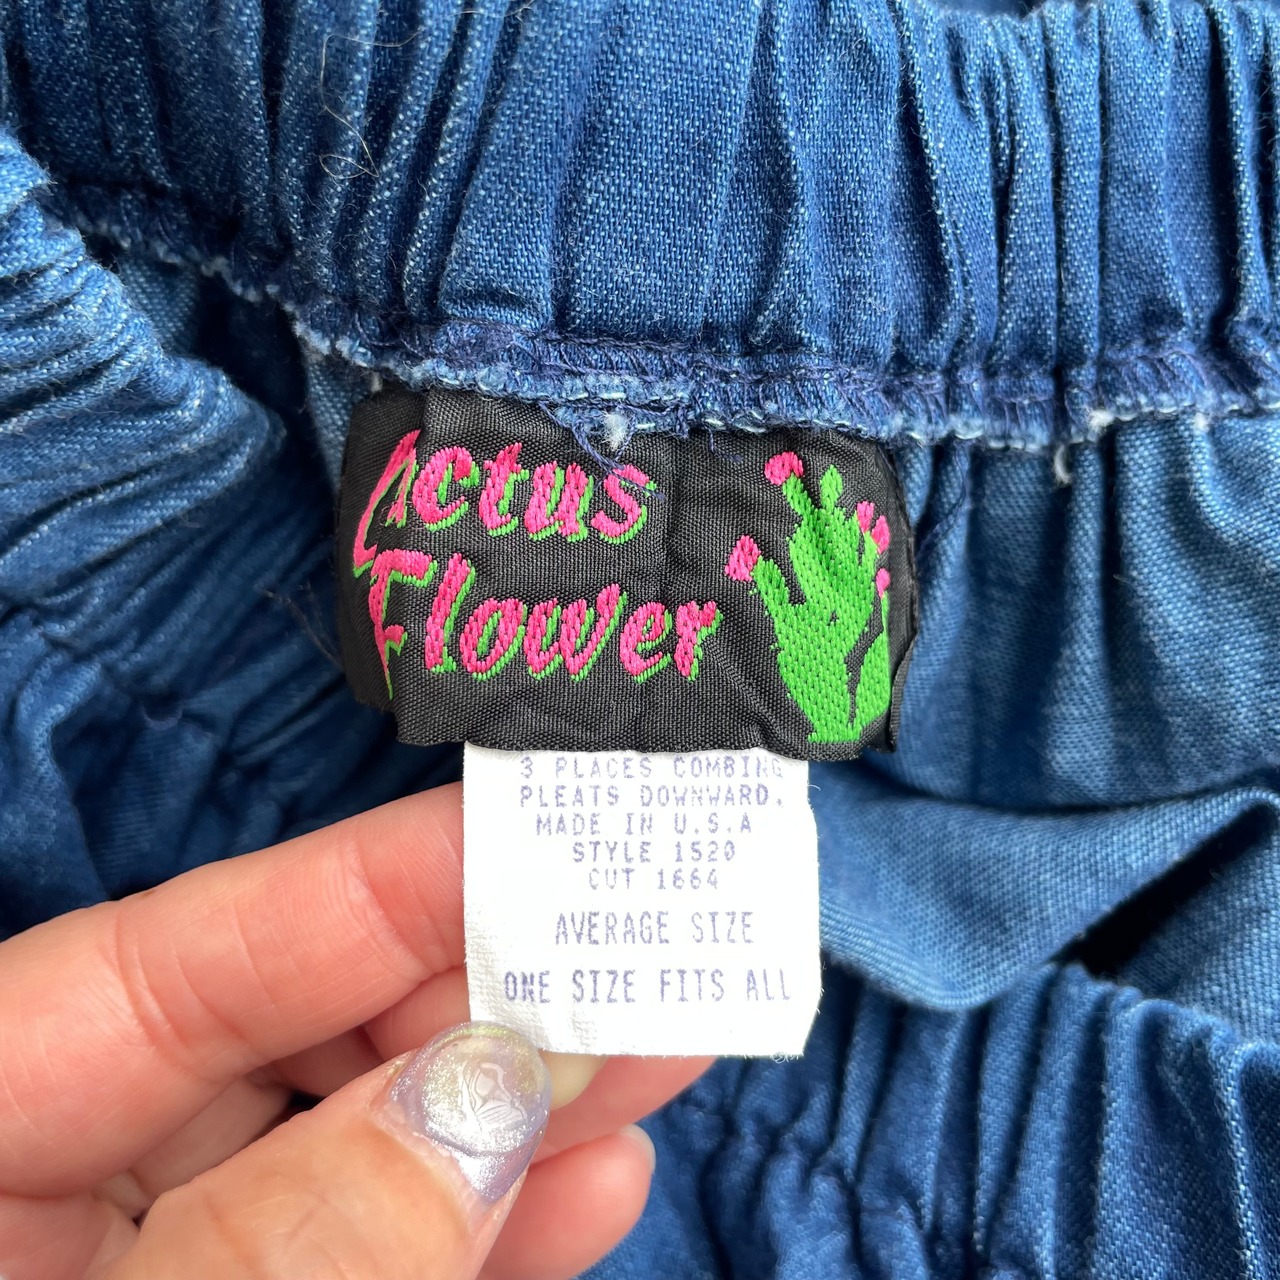 Cactus
Flower
3 PLACES COMBING
PLEATS DOWNWARD.
MADE IN U.S.A
STYLE 1520
CUT 1664
AVERAGE SIZE
ONE SIZE FITS ALL